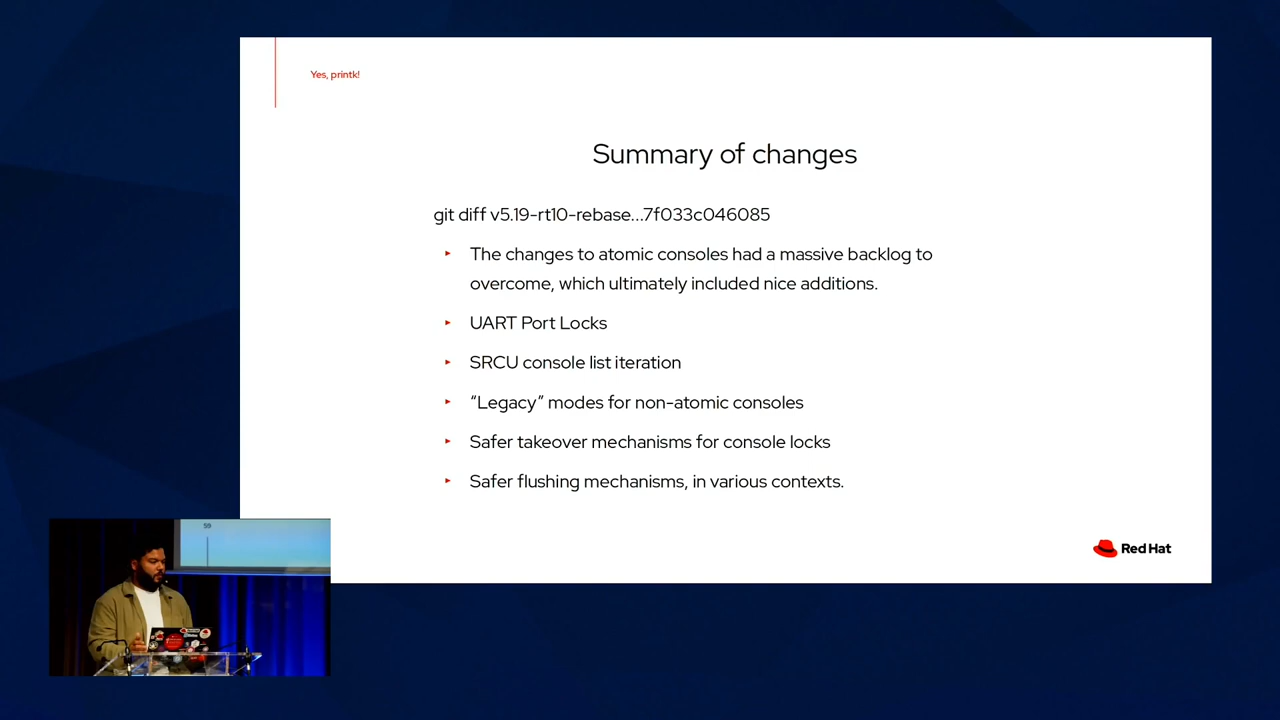 Yes, printk!
Summary of changes
git diff v5.19-rt10-rebase...7f033c046085
‣ The changes to atomic consoles had a massive backlog to
overcome, which ultimately included nice additions.
‣ UART Port Locks
‣ SRCU console list iteration
‣ “Legacy” modes for non-atomic consoles
‣ Safer takeover mechanisms for console locks
‣ Safer flushing mechanisms, in various contexts.
Red Hat
59